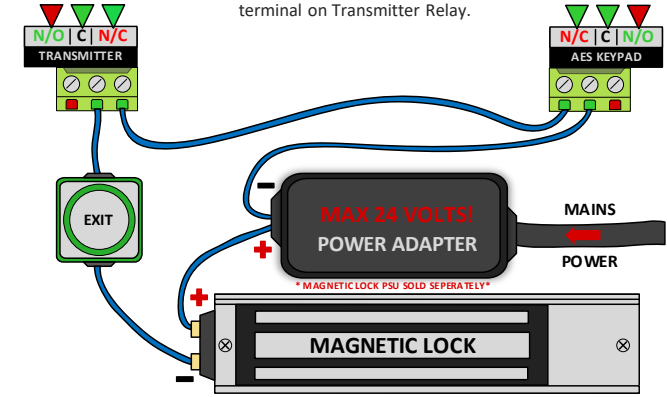 terminal on Transmitter Relay.
N/O | C | N/C
TRANSMITTER
N/C | C | N/O
AES KEYPAD
EXIT
MAX 24 VOLTS!
POWER ADAPTER
MAINS
POWER
* MAGNETIC LOCK PSU SOLD SEPERATELY*
MAGNETIC LOCK